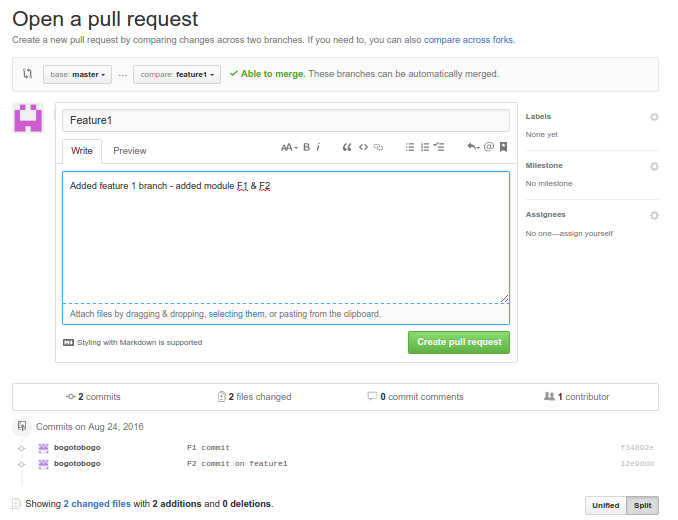 Open a pull request
Create a new pull request by comparing changes across two branches. If you need to, you can also compare across forks.
base: master ... compare: feature1 Able to merge. These branches can be automatically merged.
Feature1
Labels
None yet
Write Preview AA B i
Milestone
No milestone
Added feature 1 branch - added module F1 & F2
Assignees
No one—assign yourself
Attach files by dragging & dropping, selecting them, or pasting from the clipboard.
Styling with Markdown is supported
Create pull request
2 commits 2 files changed 0 commit comments 1 contributor
Commits on Aug 24, 2016
bogotobogo F1 commit f34892e
bogotobogo F2 commit on feature1 12e9ddd
Showing 2 changed files with 2 additions and 0 deletions. Unified Split